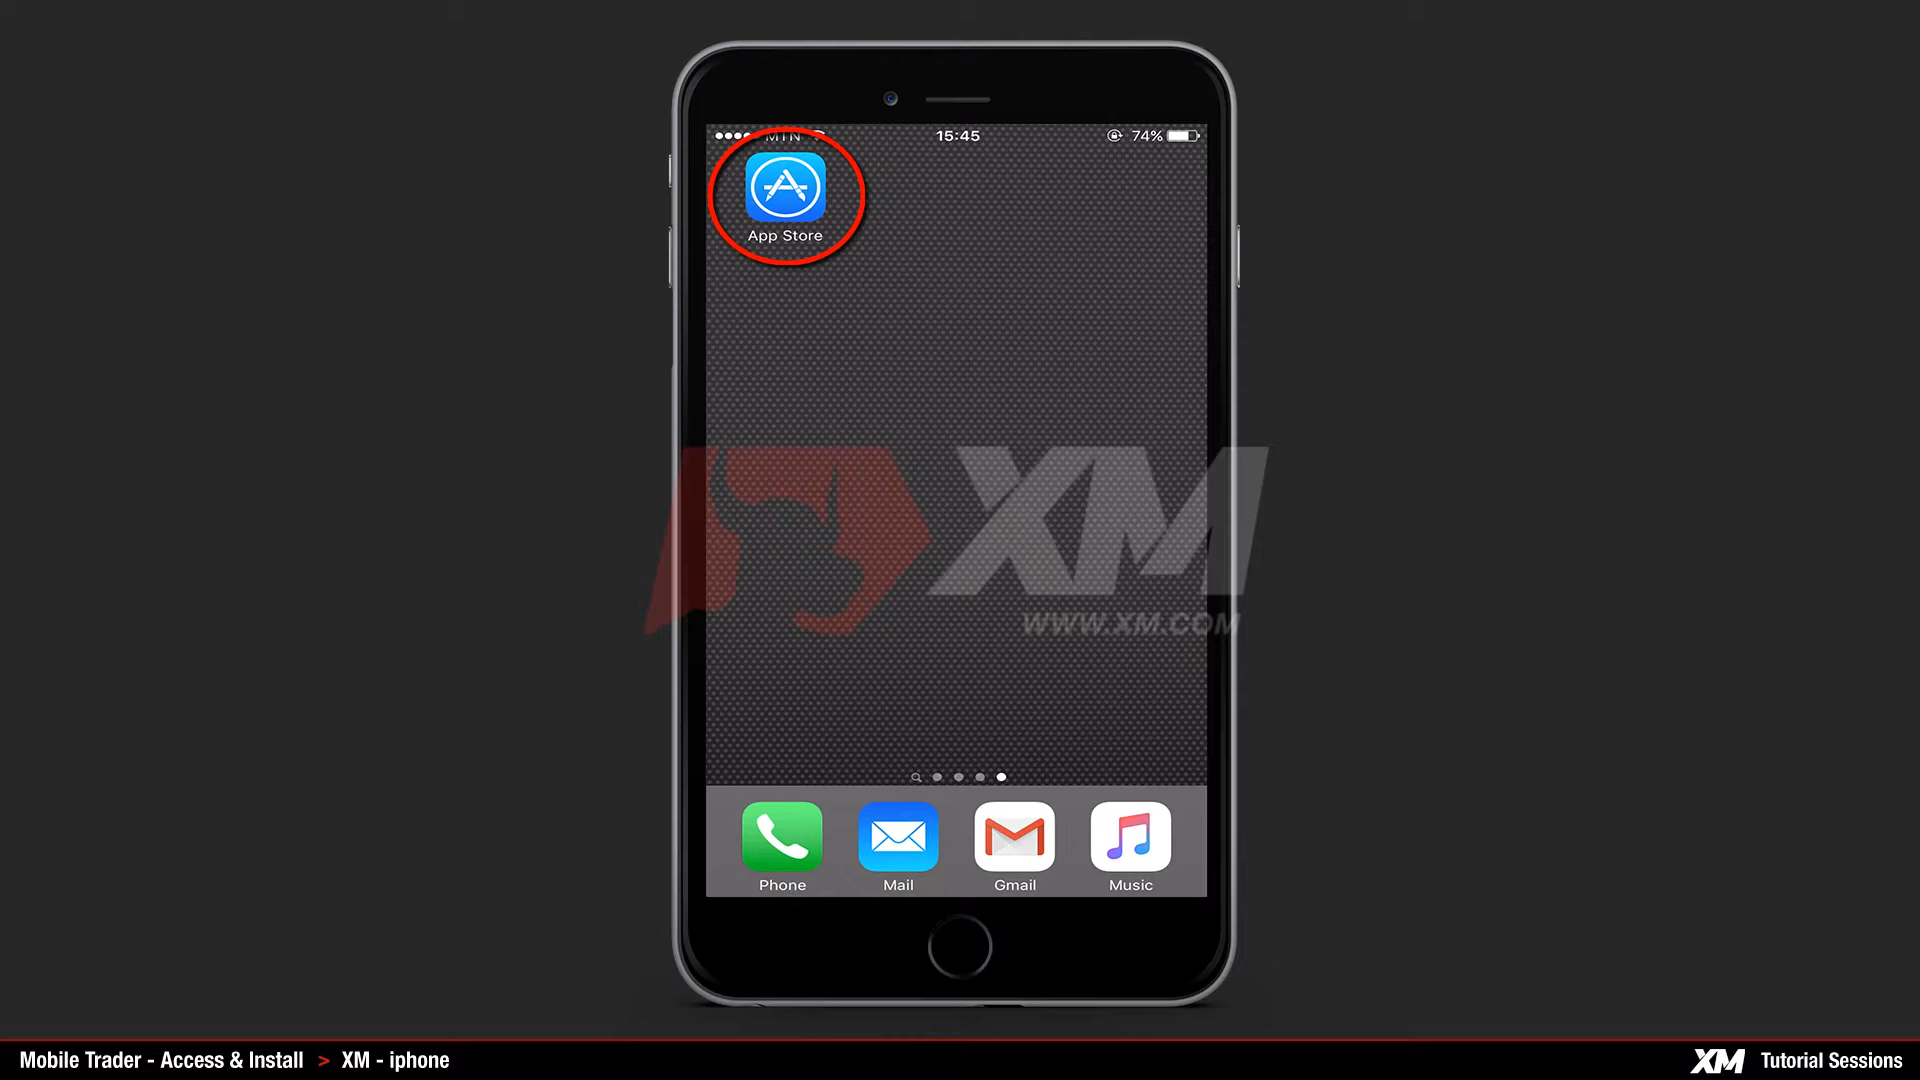 MTN
15:45
74%
App Store
XM
WWW.XM.COM
Phone
Mail
Gmail
Music
Mobile Trader - Access & Install > XM - iphone
XM Tutorial Sessions